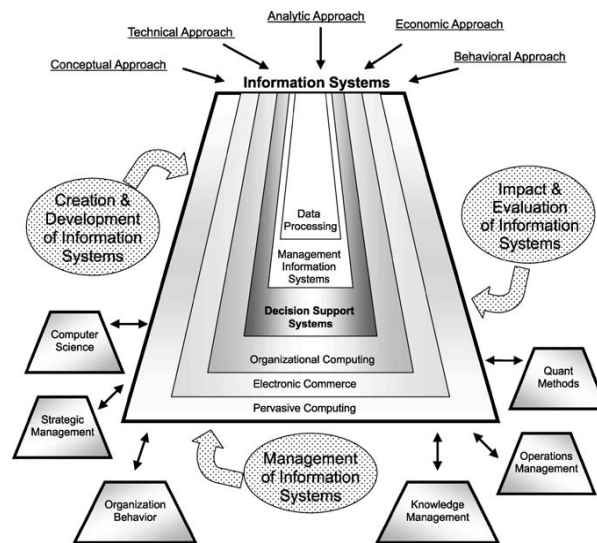 Analytic Approach
Technical Approach
Economic Approach
Conceptual Approach
Behavioral Approach
Information Systems
Creation &
Development
of Information
Systems
Impact &
Evaluation
of Information
Systems
Data
Processing
Management
Information
Systems
Decision Support
Systems
Organizational Computing
Electronic Commerce
Pervasive Computing
Computer
Science
Strategic
Management
Organization
Behavior
Management
of Information
Systems
Knowledge
Management
Operations
Management
Quant
Methods